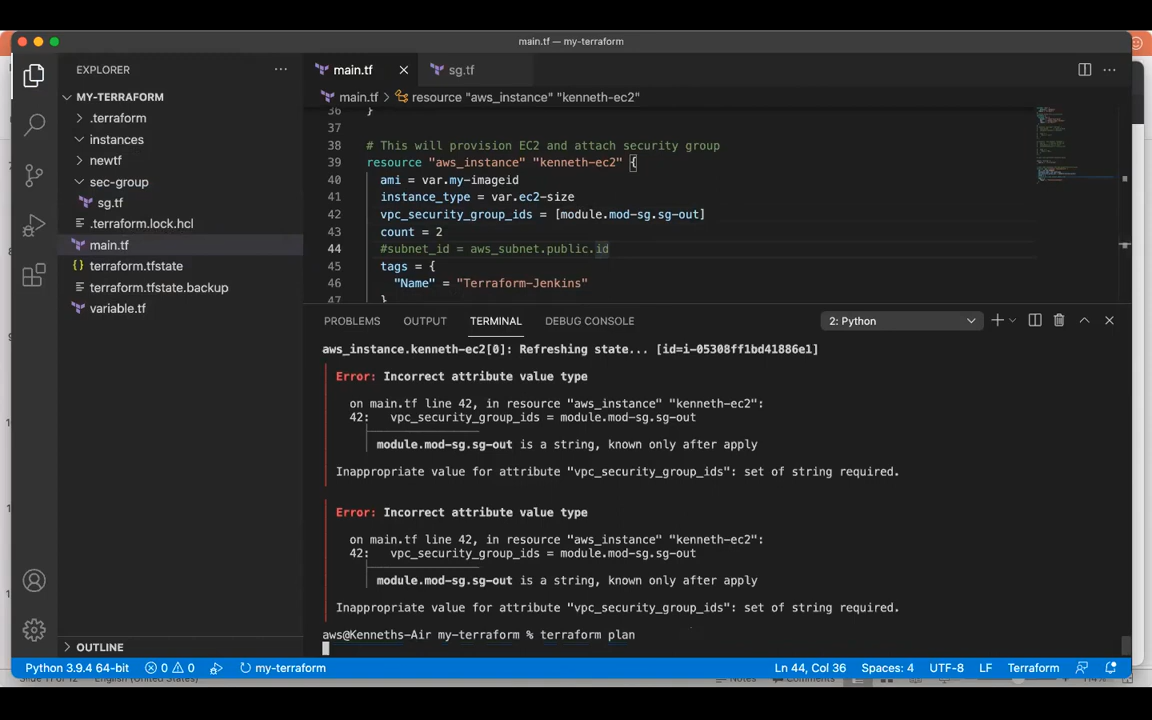 main.tf — my-terraform
EXPLORER
MY-TERRAFORM
.terraform
instances
newtf
sec-group
sg.tf
.terraform.lock.hcl
main.tf
terraform.tfstate
terraform.tfstate.backup
variable.tf
OUTLINE
main.tf
sg.tf
main.tf > resource "aws_instance" "kenneth-ec2"
36 }
37
38 # This will provision EC2 and attach security group
39 resource "aws_instance" "kenneth-ec2" {
40 ami = var.my-imageid
41 instance_type = var.ec2-size
42 vpc_security_group_ids = [module.mod-sg.sg-out]
43 count = 2
44 #subnet_id = aws_subnet.public.id
45 tags = {
46 "Name" = "Terraform-Jenkins"
47 }
PROBLEMS OUTPUT TERMINAL DEBUG CONSOLE 2: Python
aws_instance.kenneth-ec2[0]: Refreshing state... [id=i-05308ff1bd41886e1]
Error: Incorrect attribute value type
on main.tf line 42, in resource "aws_instance" "kenneth-ec2":
42: vpc_security_group_ids = module.mod-sg.sg-out
module.mod-sg.sg-out is a string, known only after apply
Inappropriate value for attribute "vpc_security_group_ids": set of string required.
Error: Incorrect attribute value type
on main.tf line 42, in resource "aws_instance" "kenneth-ec2":
42: vpc_security_group_ids = module.mod-sg.sg-out
module.mod-sg.sg-out is a string, known only after apply
Inappropriate value for attribute "vpc_security_group_ids": set of string required.
aws@Kenneths-Air my-terraform % terraform plan
Python 3.9.4 64-bit 0 0 my-terraform Ln 44, Col 36 Spaces: 4 UTF-8 LF Terraform